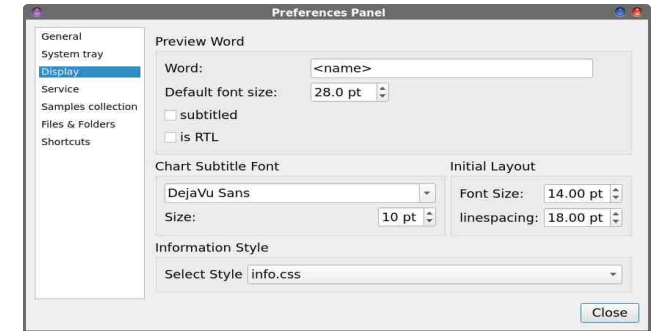 Preferences Panel
General
System tray
Display
Service
Samples collection
Files & Folders
Shortcuts
Preview Word
Word: <name>
Default font size: 28.0 pt
subtitled
is RTL
Chart Subtitle Font
DejaVu Sans
Size: 10 pt
Initial Layout
Font Size: 14.00 pt
linespacing: 18.00 pt
Information Style
Select Style info.css
Close